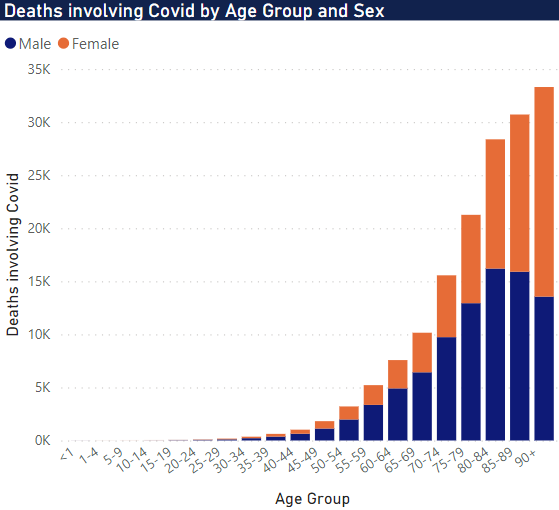 Deaths involving Covid by Age Group and Sex
Male Female
35K
30K
25K
20K
15K
10K
5K
0K
Deaths involving Covid
<1 1-4 5-9 10-14 15-19 20-24 25-29 30-34 35-39 40-44 45-49 50-54 55-59 60-64 65-69 70-74 75-79 80-84 85-89 90+
Age Group